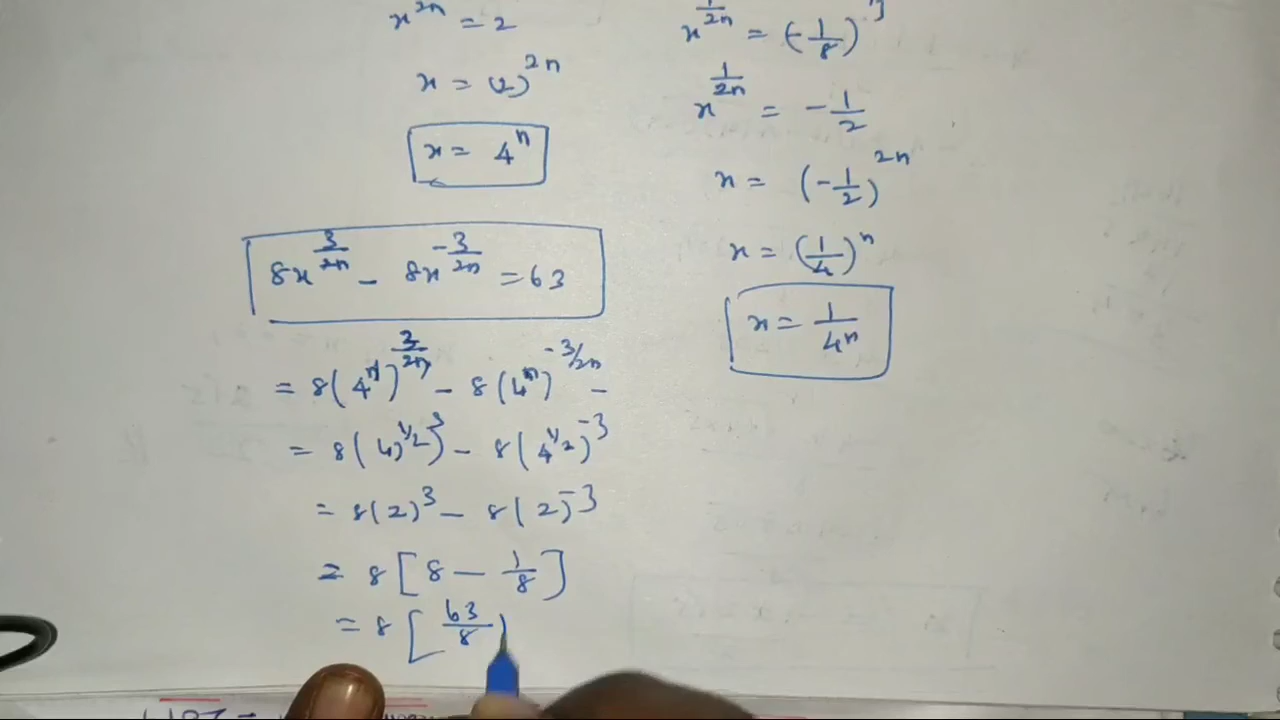 x^2n = 2
x = (2)^2n
x = 4^n
8x^(3/2n) - 8x^(-3/2n) = 63
= 8(4^n)^(3/2n) - 8(4^n)^(-3/2n) -
= 8(4^(1/2))^3 - 8(4^(1/2))^-3
= 8(2)^3 - 8(2)^-3
= 8[8 - 1/8]
= 8[63/8)
x^(1/2n) = (-1/8)
x^(1/2n) = -1/2
x = (-1/2)^2n
x = (1/4)^n
x = 1/4^n